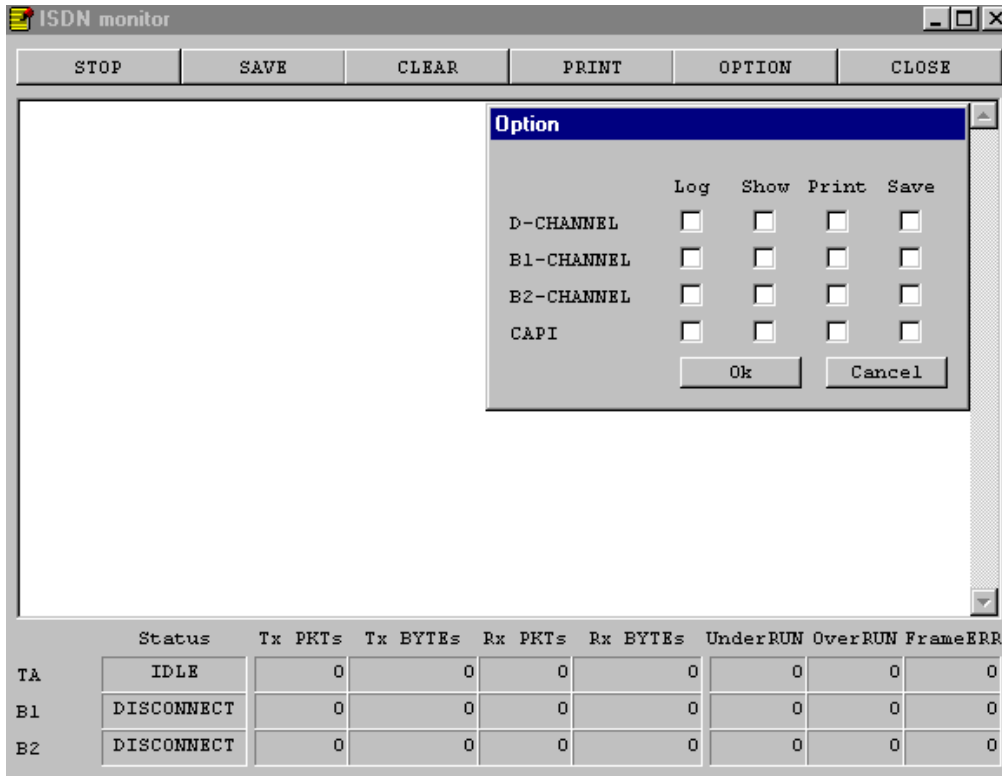 ISDN monitor
STOP SAVE CLEAR PRINT OPTION CLOSE
Option
Log Show Print Save
D-CHANNEL
B1-CHANNEL
B2-CHANNEL
CAPI
Ok Cancel
Status Tx PKTs Tx BYTEs Rx PKTs Rx BYTEs UnderRUN OverRUN FrameERR
TA IDLE 0 0 0 0 0 0 0
B1 DISCONNECT 0 0 0 0 0 0 0
B2 DISCONNECT 0 0 0 0 0 0 0